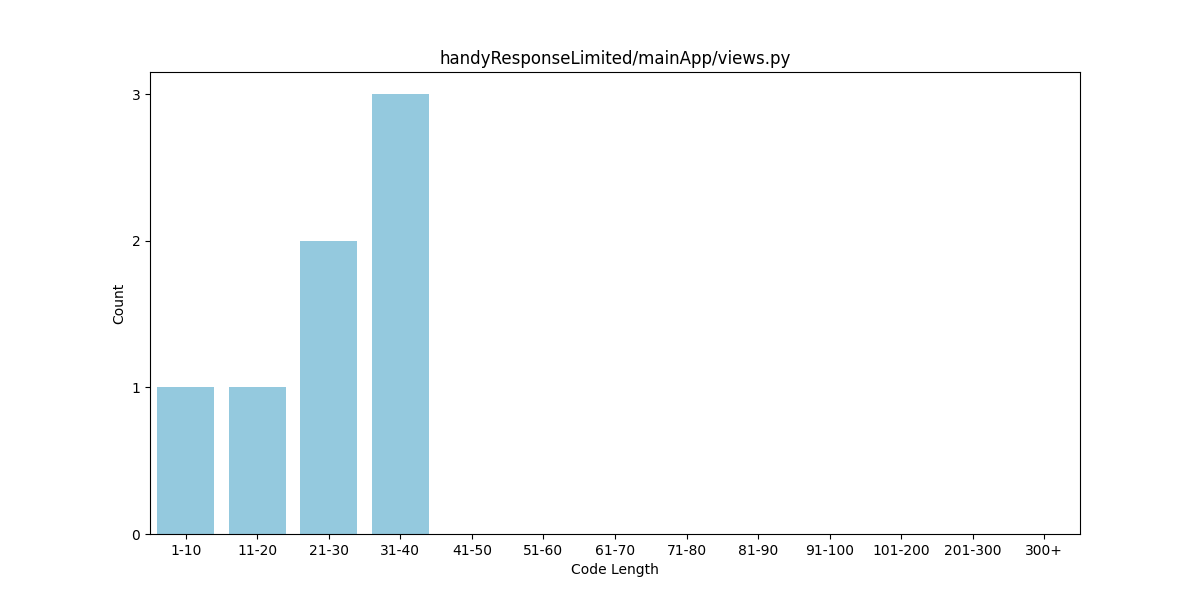 handyResponseLimited/mainApp/views.py
3
2
1
0
Count
1-10 11-20 21-30 31-40 41-50 51-60 61-70 71-80 81-90 91-100 101-200 201-300 300+
Code Length